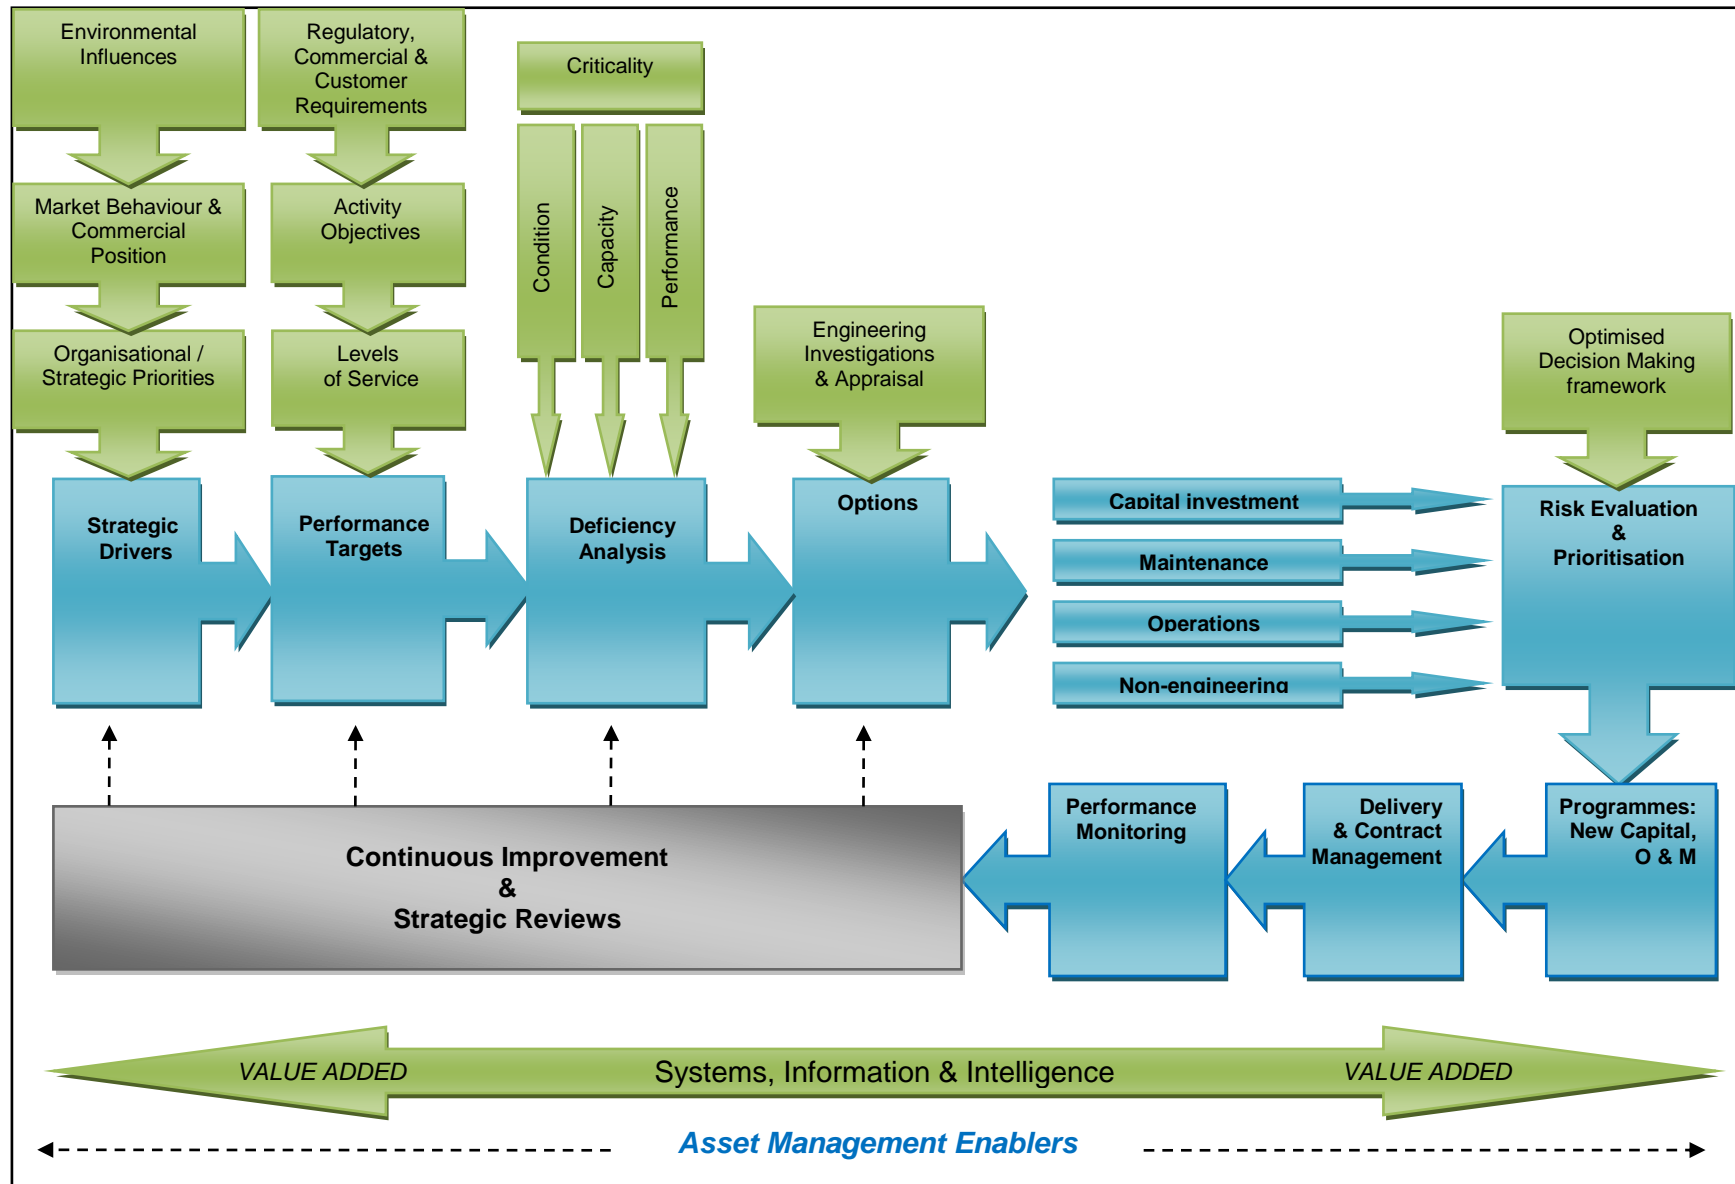 Environmental
Influences
Regulatory,
Commercial &
Customer
Requirements
Criticality
Market Behaviour &
Commercial
Position
Activity
Objectives
Condition
Capacity
Performance
Organisational /
Strategic Priorities
Levels
of Service
Engineering
Investigations
& Appraisal
Optimised
Decision Making
framework
Strategic
Drivers
Performance
Targets
Deficiency
Analysis
Options
Capital investment
Maintenance
Operations
Non-engineering
Risk Evaluation
&
Prioritisation
Continuous Improvement
&
Strategic Reviews
Performance
Monitoring
Delivery
& Contract
Management
Programmes:
New Capital,
O & M
VALUE ADDED
Systems, Information & Intelligence
VALUE ADDED
Asset Management Enablers